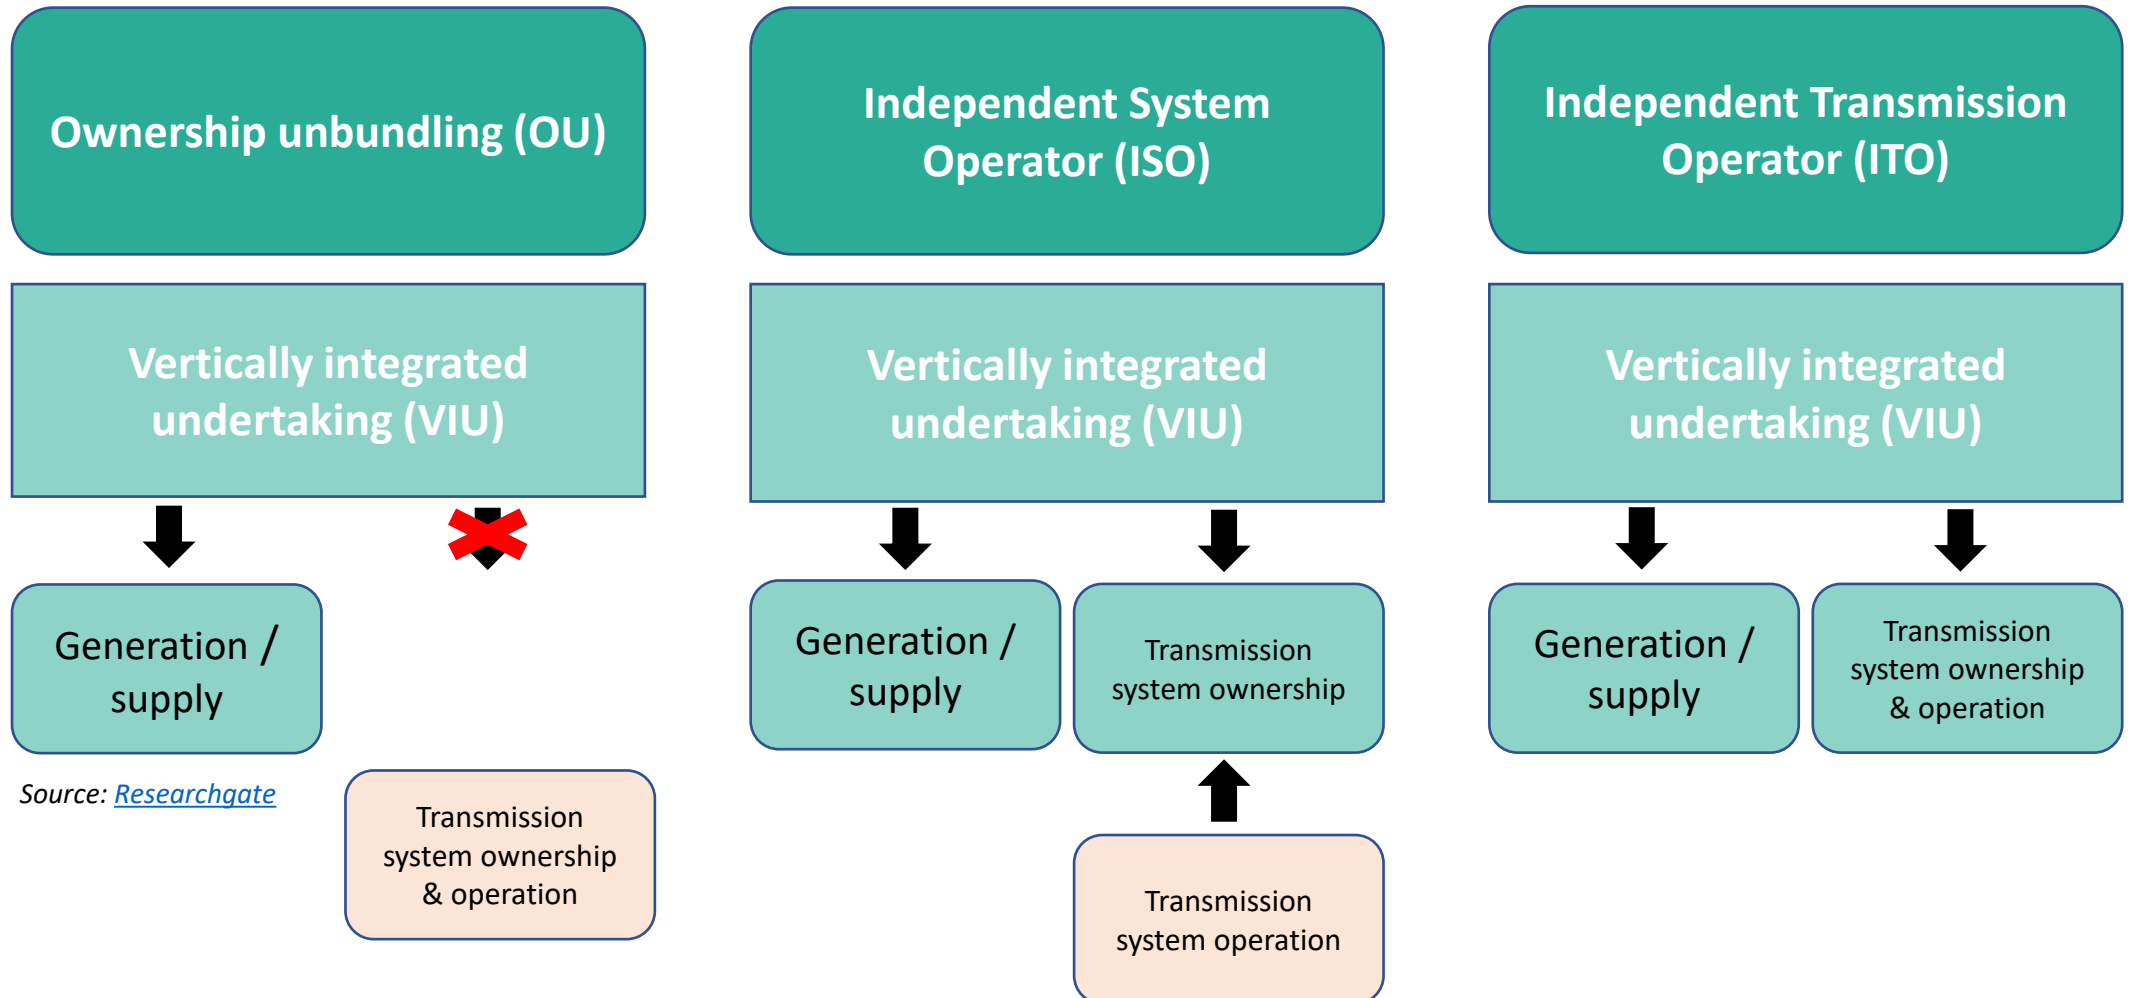 Ownership unbundling (OU)
Vertically integrated
undertaking (VIU)
Generation /
supply
Source: Researchgate
Transmission
system ownership
& operation
Independent System
Operator (ISO)
Vertically integrated
undertaking (VIU)
Generation /
supply
Transmission
system ownership
Transmission
system operation
Independent Transmission
Operator (ITO)
Vertically integrated
undertaking (VIU)
Generation /
supply
Transmission
system ownership
& operation